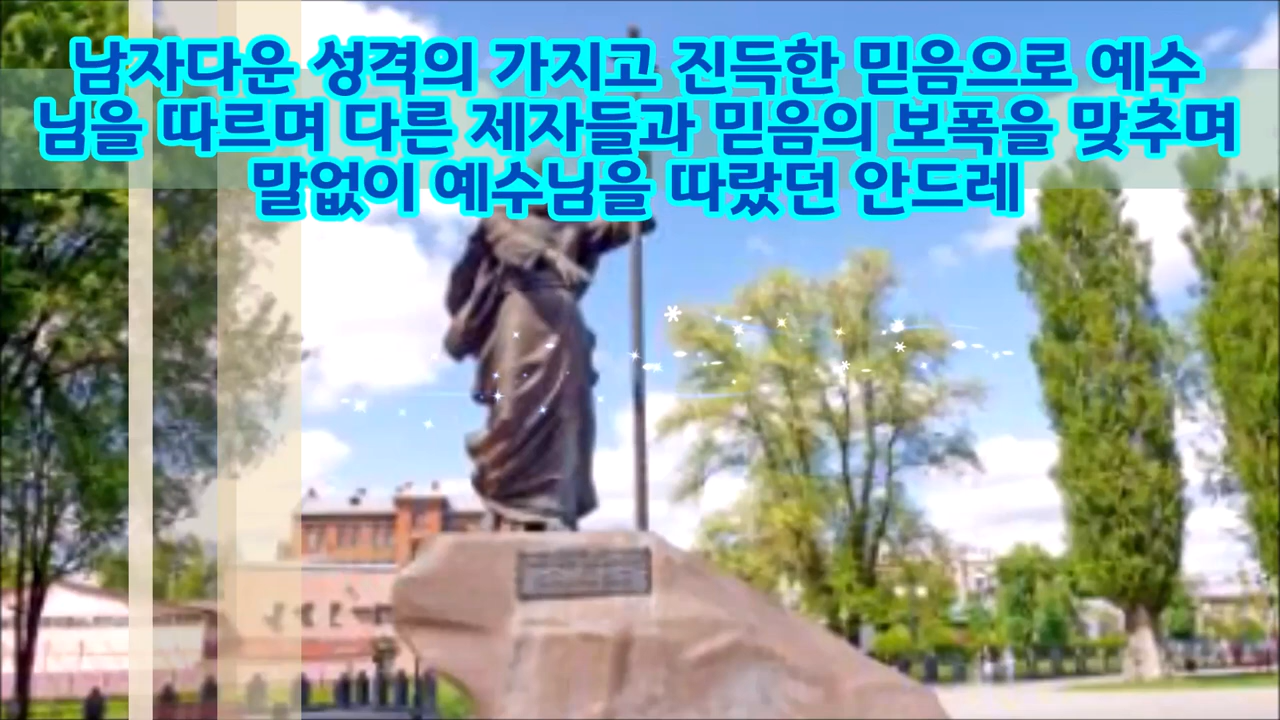 남자다운 성격의 가지고 진득한 믿음으로 예수
님을 따르며 다른 제자들과 믿음의 보폭을 맞추며
말없이 예수님을 따랐던 안드레